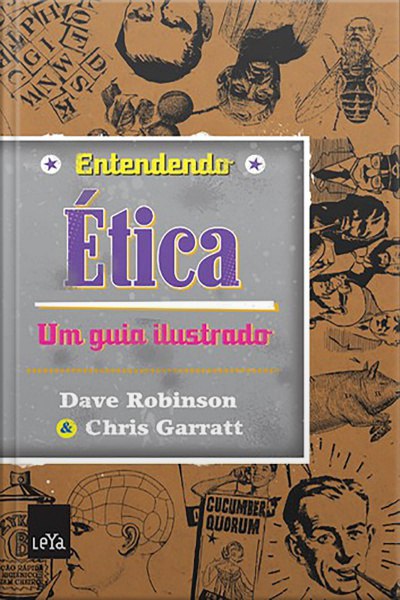 Entendendo
Ética
Um guia ilustrado
Dave Robinson
& Chris Garratt
CUCUMBER
QUORUM
LeYa